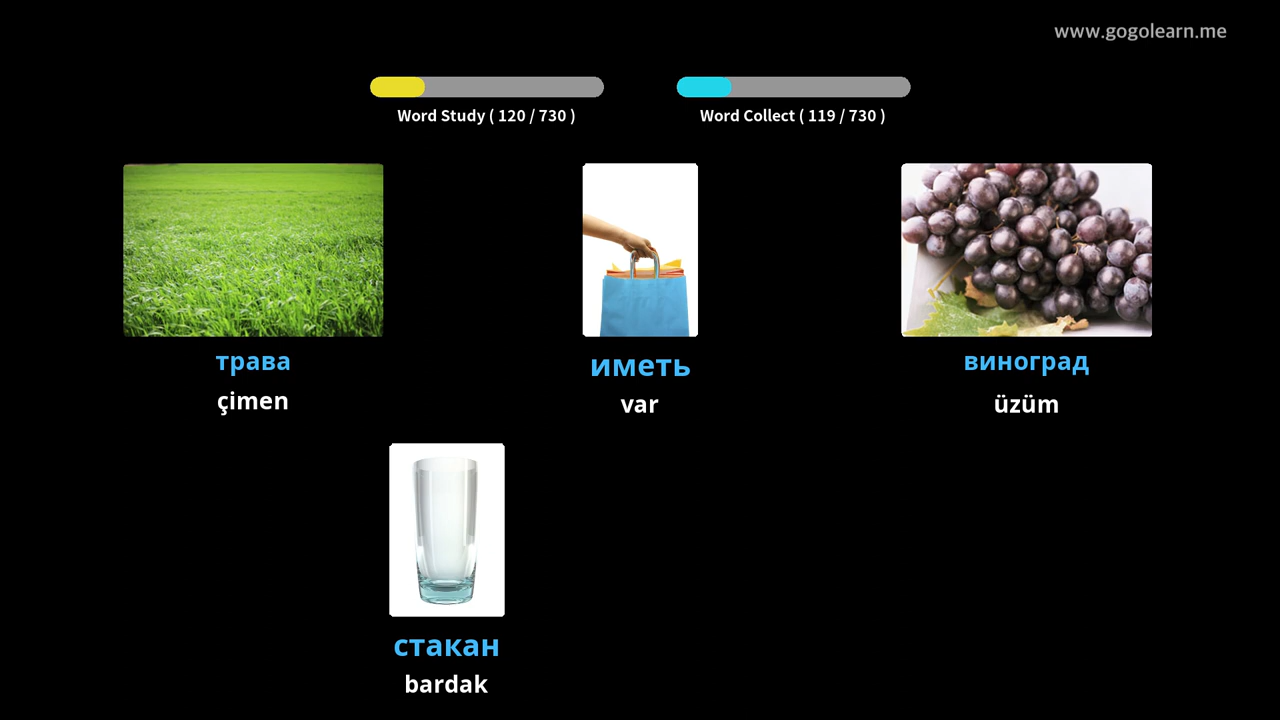 www.gogolearn.me
Word Study ( 120 / 730 )
Word Collect ( 119 / 730 )
трава
çimen
иметь
var
виноград
üzüm
стакан
bardak